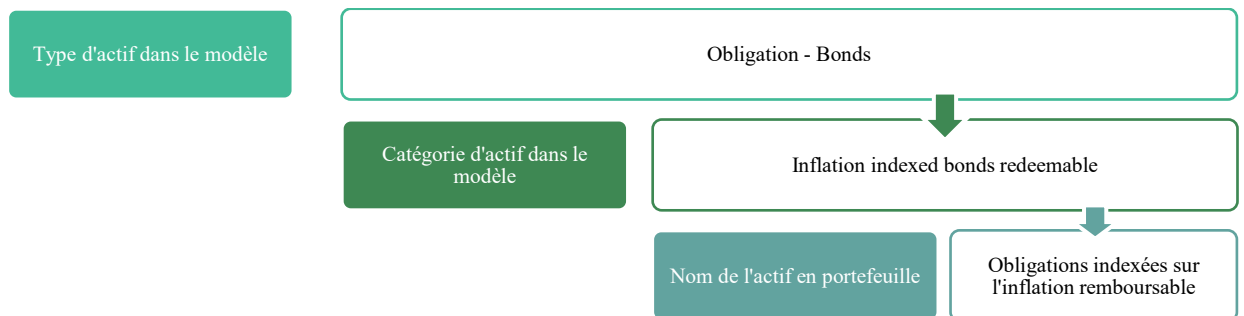 Type d'actif dans le modèle
Obligation - Bonds
Catégorie d'actif dans le
modèle
Inflation indexed bonds redeemable
Nom de l'actif en portefeuille
Obligations indexées sur
l'inflation remboursable